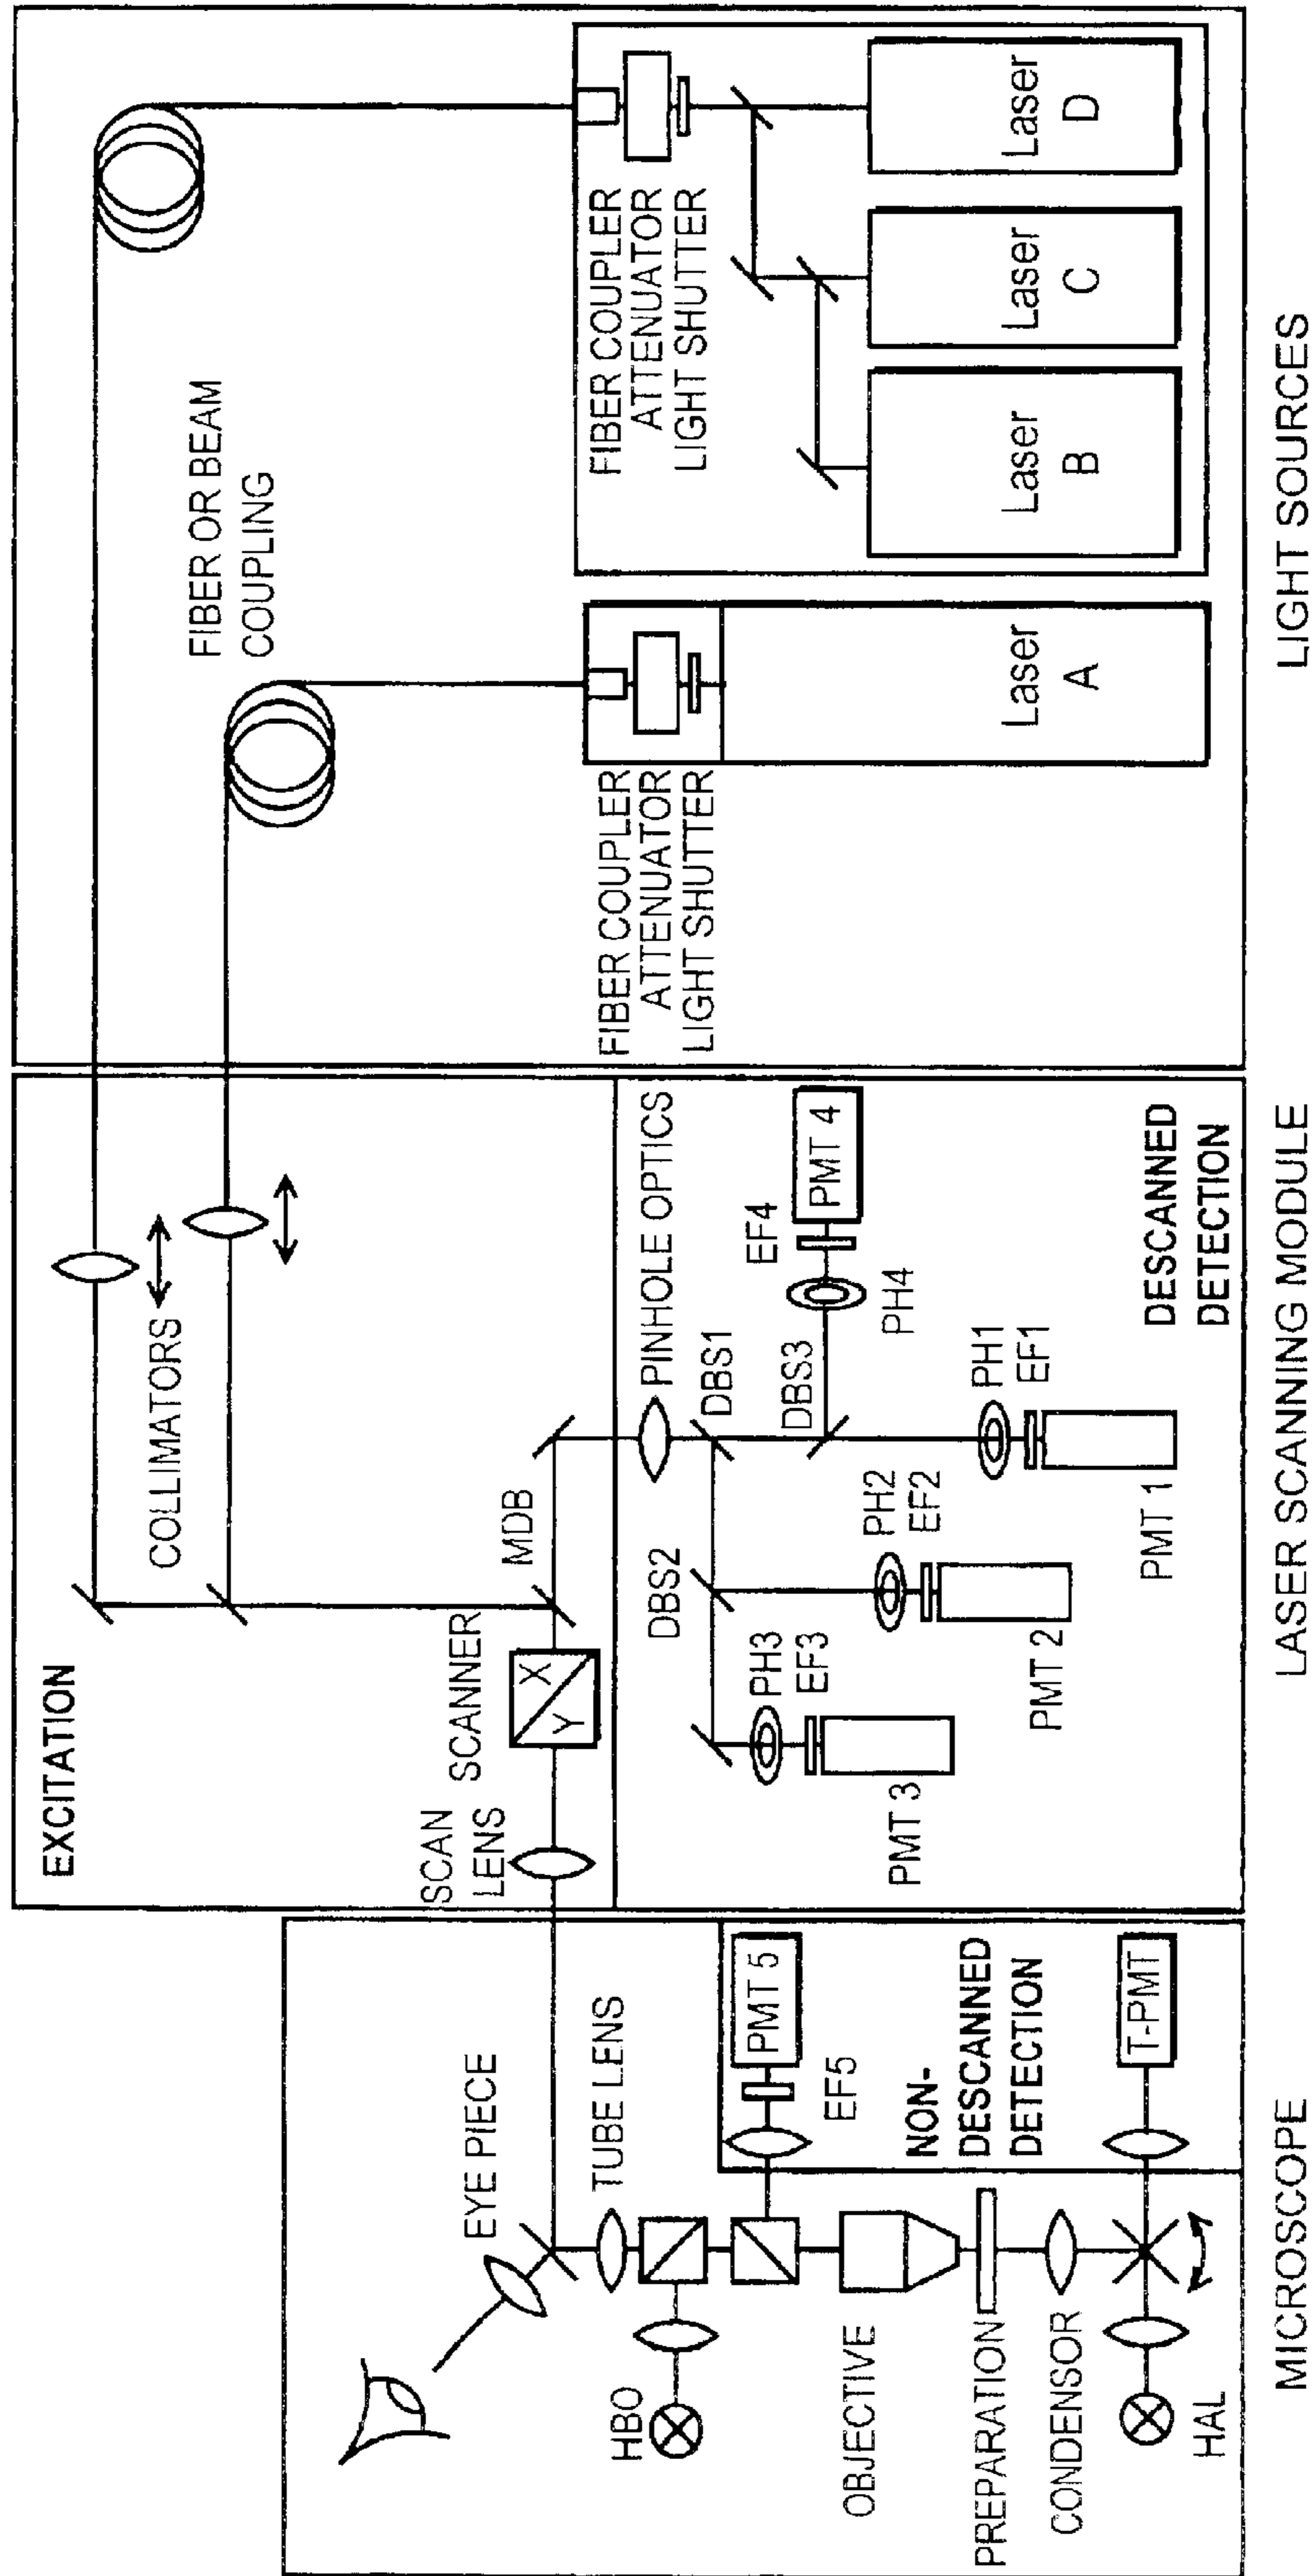 EXCITATION
COLLIMATORS
FIBER OR BEAM
COUPLING
EYE PIECE
TUBE LENS
SCAN
LENS
SCANNER
MDB
HBO
OBJECTIVE
PREPARATION
CONDENSOR
HAL
PMT 5
EF5
NON-
DESCANNED
DETECTION
T-PMT
Y X
PINHOLE OPTICS
DBS1
DBS2
DBS3
EF4
PMT 4
PH4
PH3
EF3
PMT 3
PH2
EF2
PMT 2
PH1
EF1
PMT 1
DESCANNED
DETECTION
FIBER COUPLER
ATTENUATOR
LIGHT SHUTTER
Laser
A
FIBER COUPLER
ATTENUATOR
LIGHT SHUTTER
Laser
B
Laser
C
Laser
D
MICROSCOPE
LASER SCANNING MODULE
LIGHT SOURCES